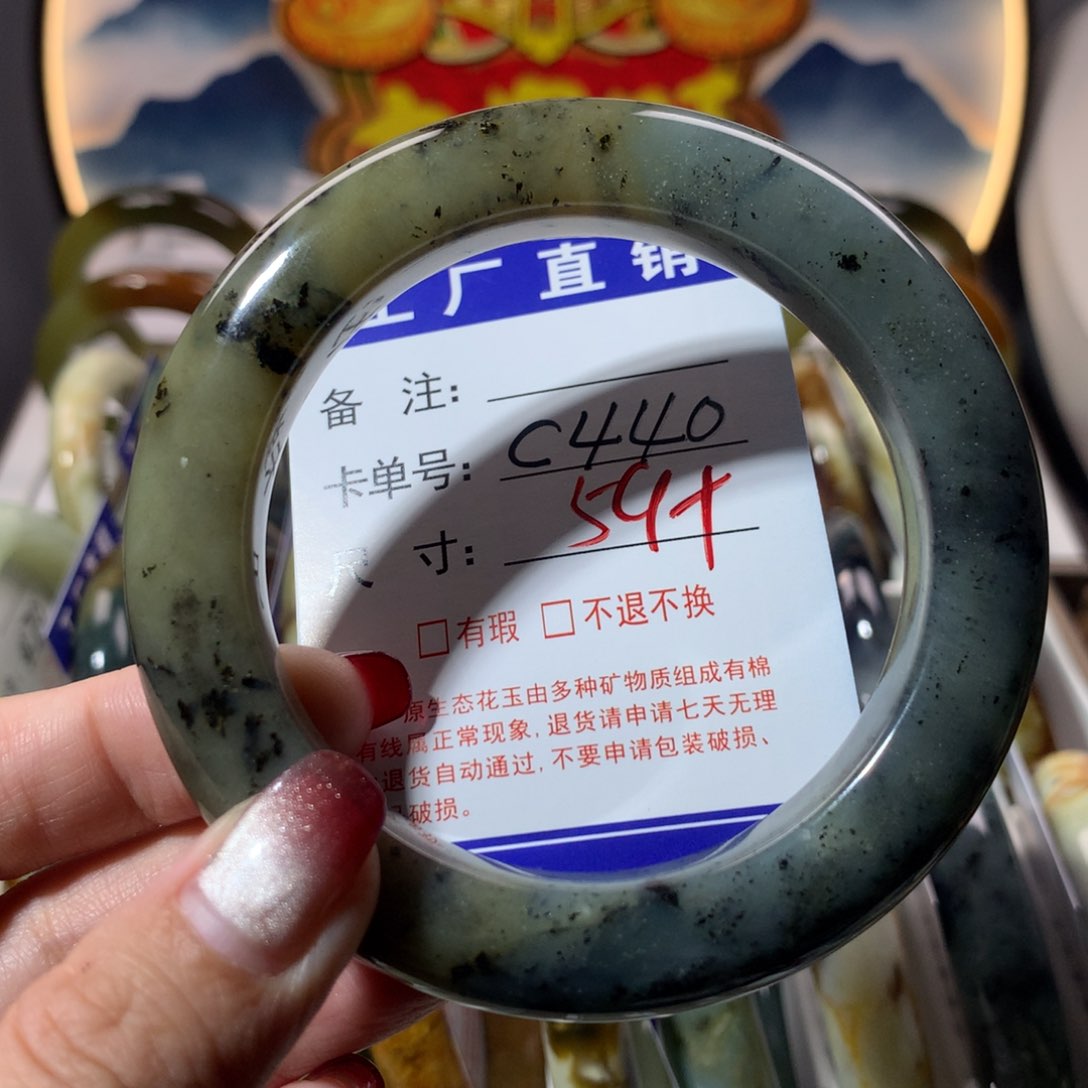 工厂直销
备 注:
卡单号: C440
尺 寸: 59+
□有瑕 □不退不换
原生态花玉由多种矿物质组成有棉
有线属正常现象,退货请申请七天无理
退货自动通过,不要申请包装破损、
破损。